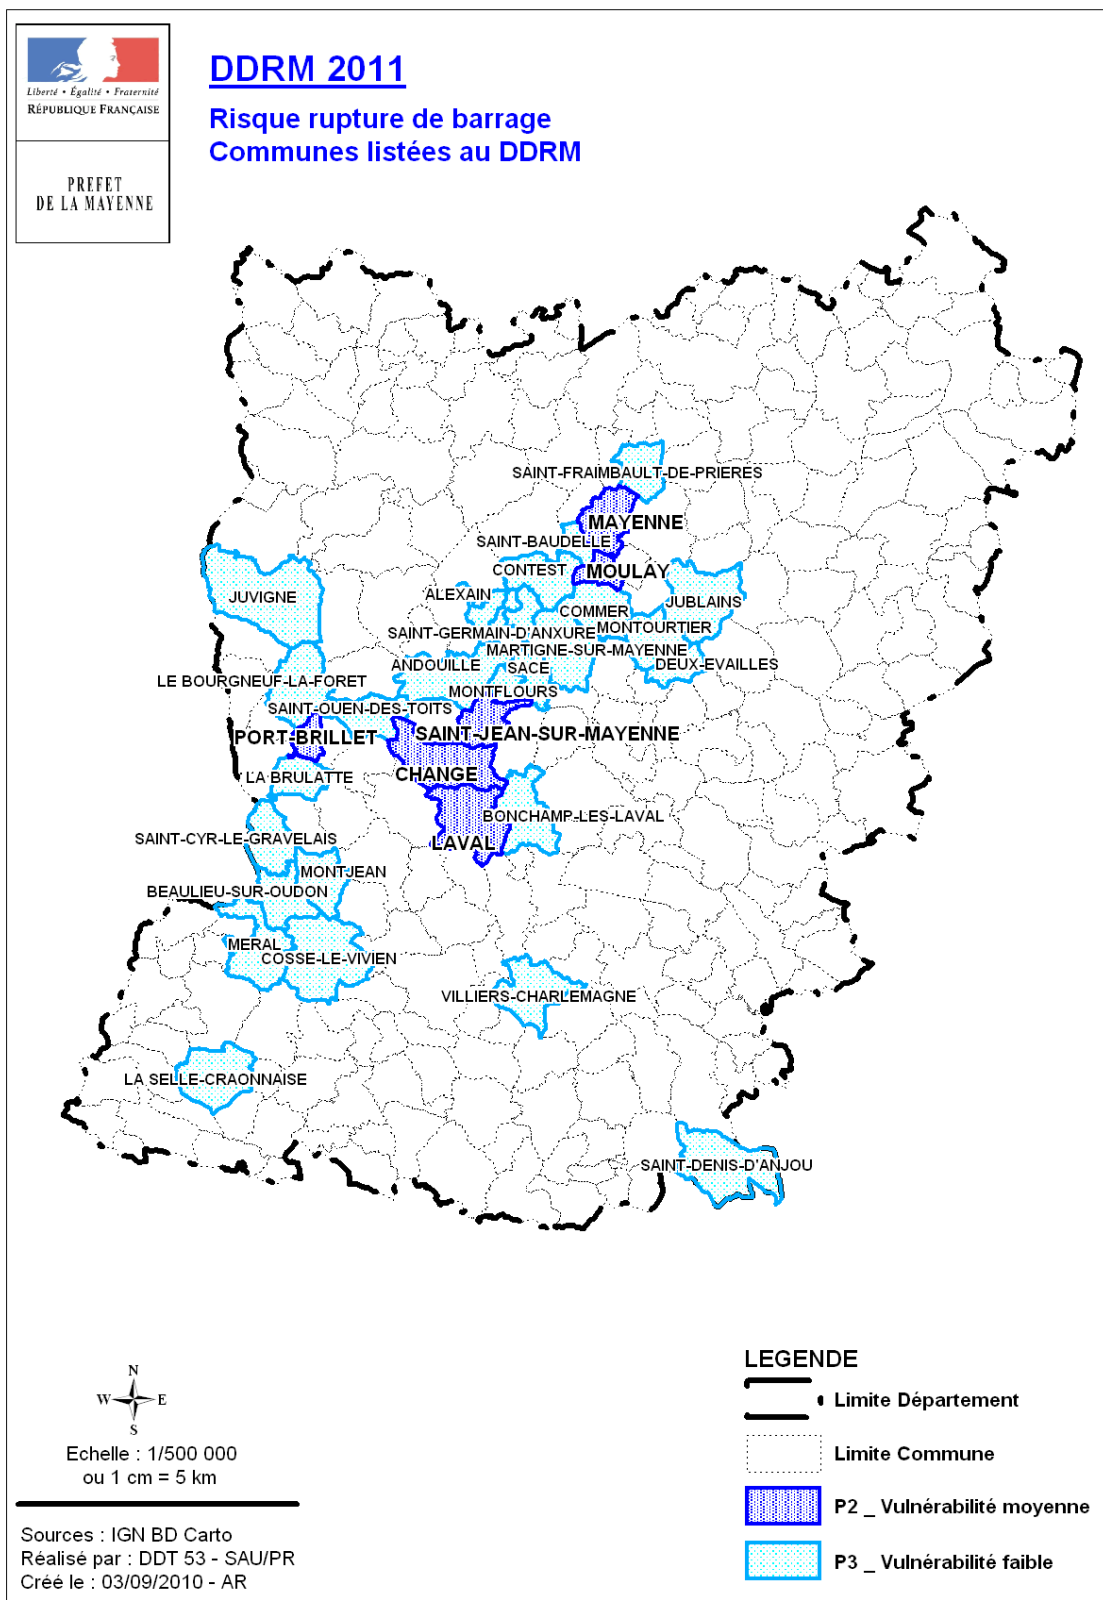 Liberté • Égalité • Fraternité
RÉPUBLIQUE FRANÇAISE
PREFET
DE LA MAYENNE
DDRM 2011
Risque rupture de barrage
Communes listées au DDRM
SAINT-FRAIMBAULT-DE-PRIERES
MAYENNE
SAINT-BAUDELLE
CONTEST
MOULAY
ALEXAIN
JUVIGNE
COMMER
JUBLAINS
SAINT-GERMAIN-D'ANXURE
MONTOURTIER
MARTIGNE-SUR-MAYENNE
ANDOUILLE
SACE
DEUX-EVAILLES
LE BOURGNEUF-LA-FORET
MONTFLOURS
SAINT-OUEN-DES-TOITS
PORT-BRILLET
SAINT-JEAN-SUR-MAYENNE
LA BRULATTE
CHANGE
BONCHAMP-LES-LAVAL
SAINT-CYR-LE-GRAVELAIS
LAVAL
MONTJEAN
BEAULIEU-SUR-OUDON
MERAL
COSSE-LE-VIVIEN
VILLIERS-CHARLEMAGNE
LA SELLE-CRAONNAISE
SAINT-DENIS-D'ANJOU
N
W
E
S
Echelle : 1/500 000
ou 1 cm = 5 km
Sources : IGN BD Carto
Réalisé par : DDT 53 - SAU/PR
Créé le : 03/09/2010 - AR
LEGENDE
Limite Département
Limite Commune
P2 _ Vulnérabilité moyenne
P3 _ Vulnérabilité faible